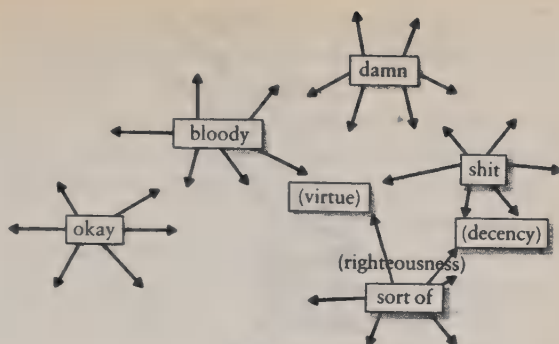 damn
bloody
shit
(virtue)
okay
(decency)
(righteousness)
sort of